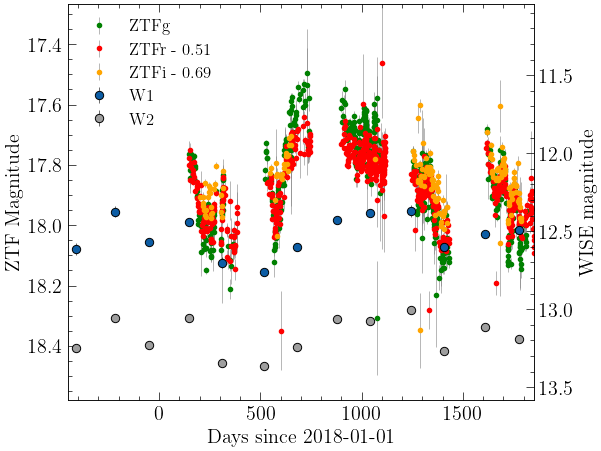 ZTFg
ZTFr - 0.51
ZTFi - 0.69
W1
W2
17.4
17.6
17.8
18.0
18.2
18.4
ZTF Magnitude
11.5
12.0
12.5
13.0
13.5
WISE magnitude
0
500
1000
1500
Days since 2018-01-01